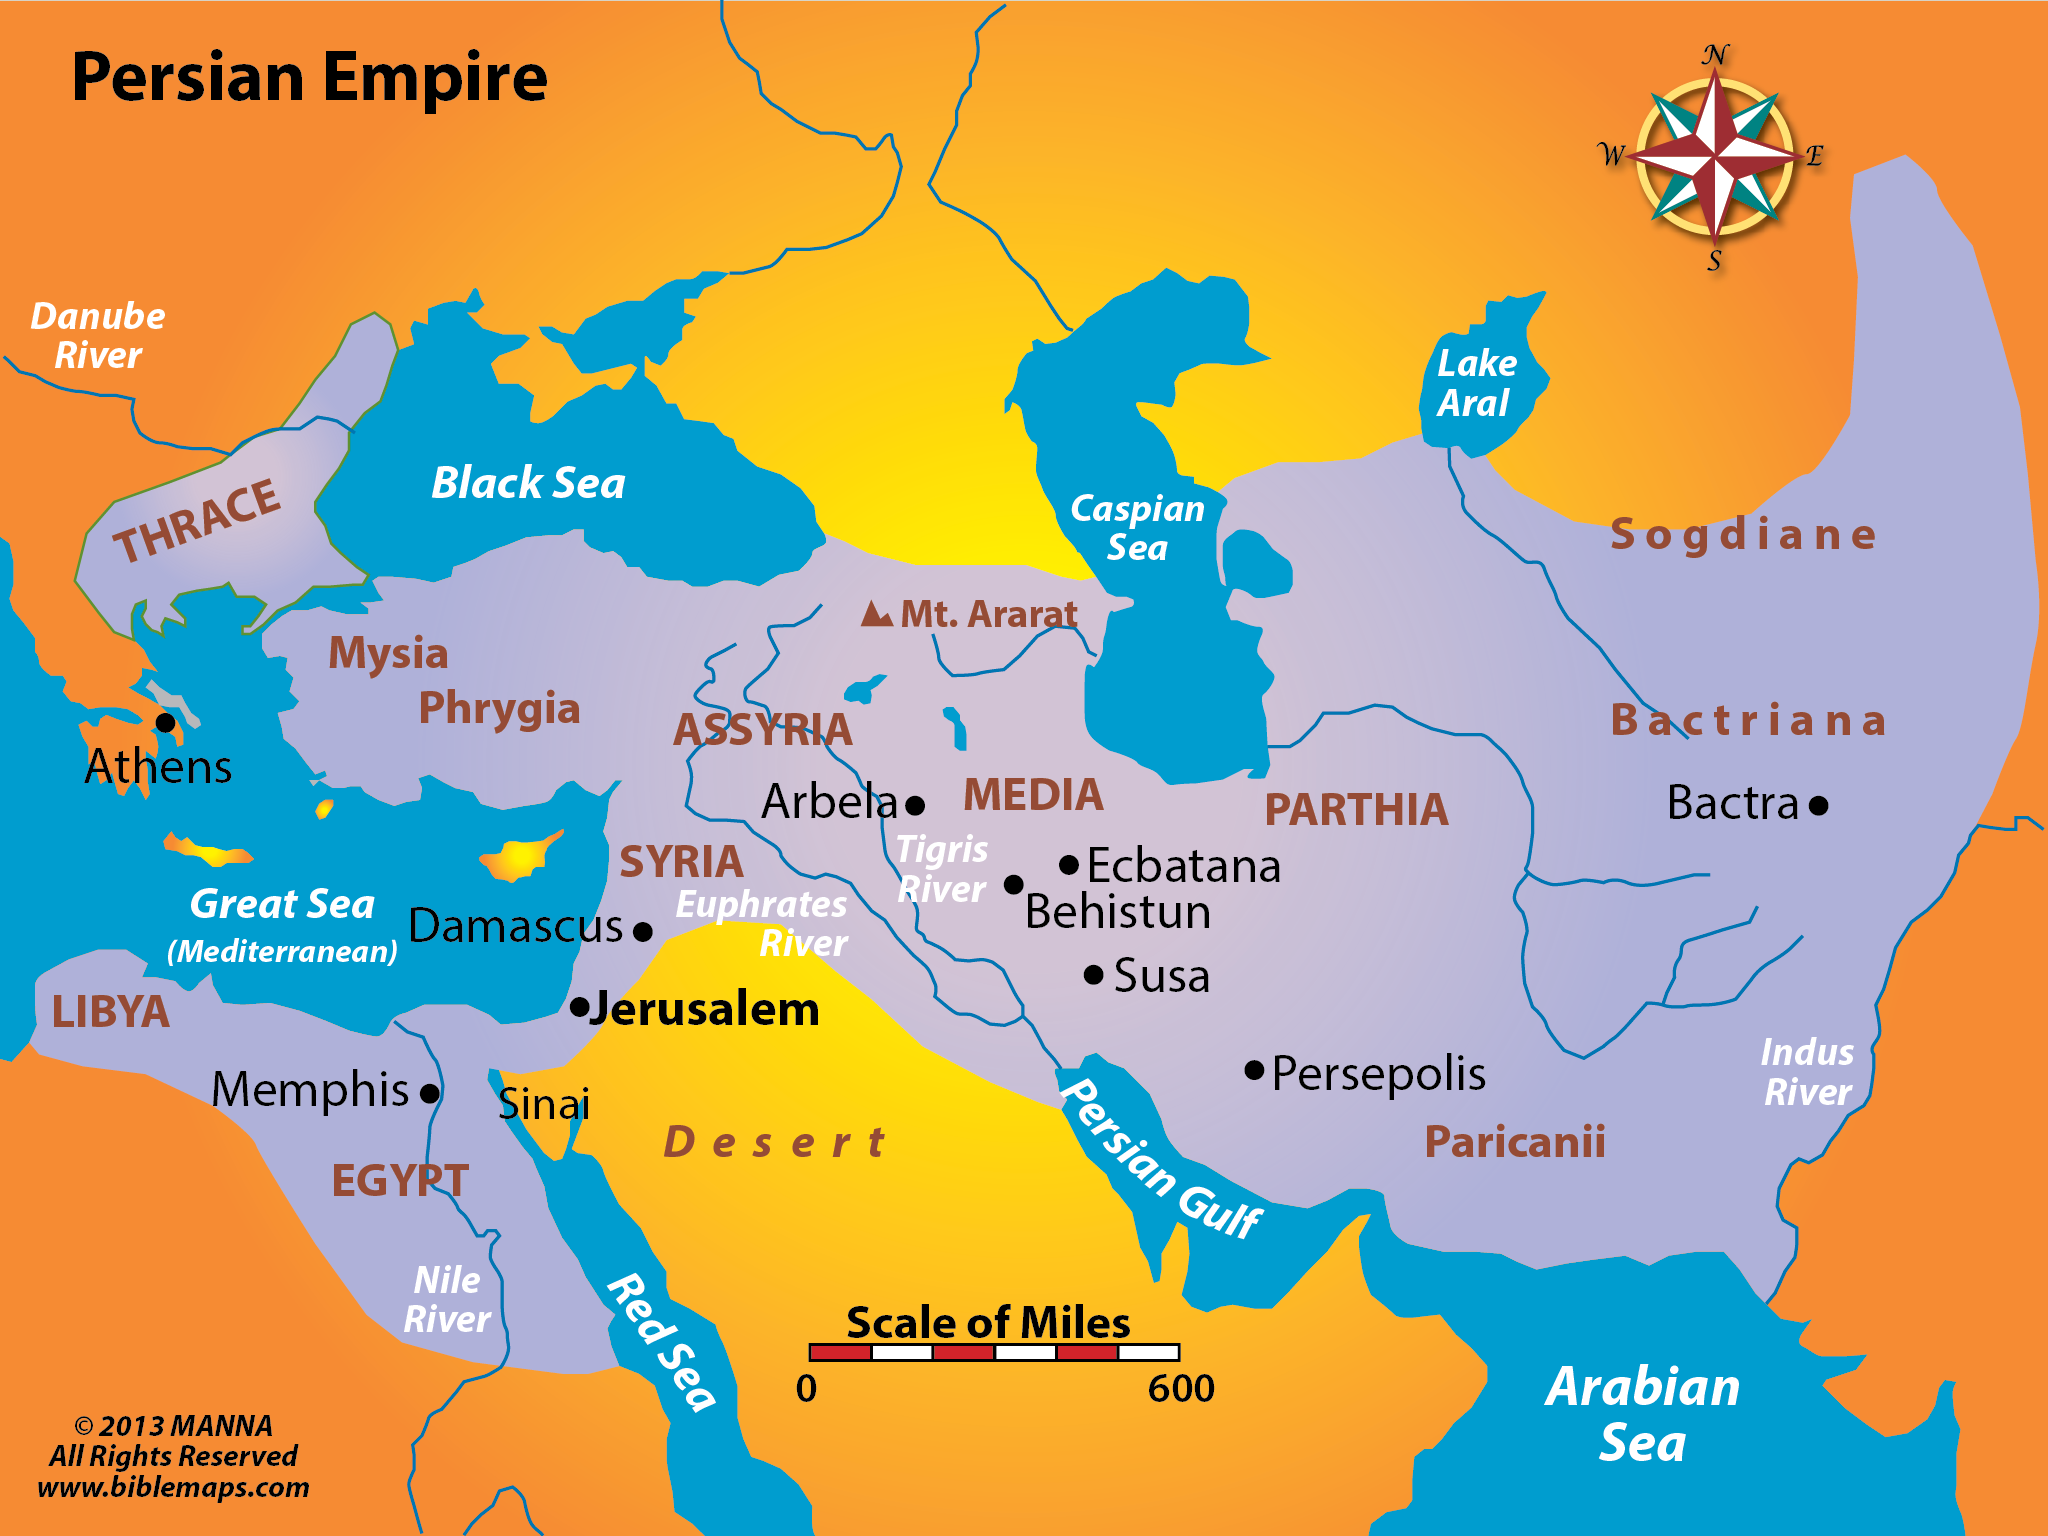 Persian Empire
N
W
E
S
Danube
River
Lake
Aral
THRACE
Black Sea
Caspian
Sea
Sogdiane
Mt. Ararat
Mysia
Phrygia
ASSYRIA
Bactriana
Athens
Arbela
MEDIA
PARTHIA
Bactra
SYRIA
Tigris
River
Ecbatana
Behistun
Great Sea
(Mediterranean)
Damascus
Euphrates
River
Susa
LIBYA
Jerusalem
Memphis
Sinai
Persepolis
Indus
River
Desert
Persian Gulf
Paricanii
EGYPT
Nile
River
Red Sea
Scale of Miles
0
600
Arabian
Sea
© 2013 MANNA
All Rights Reserved
www.biblemaps.com